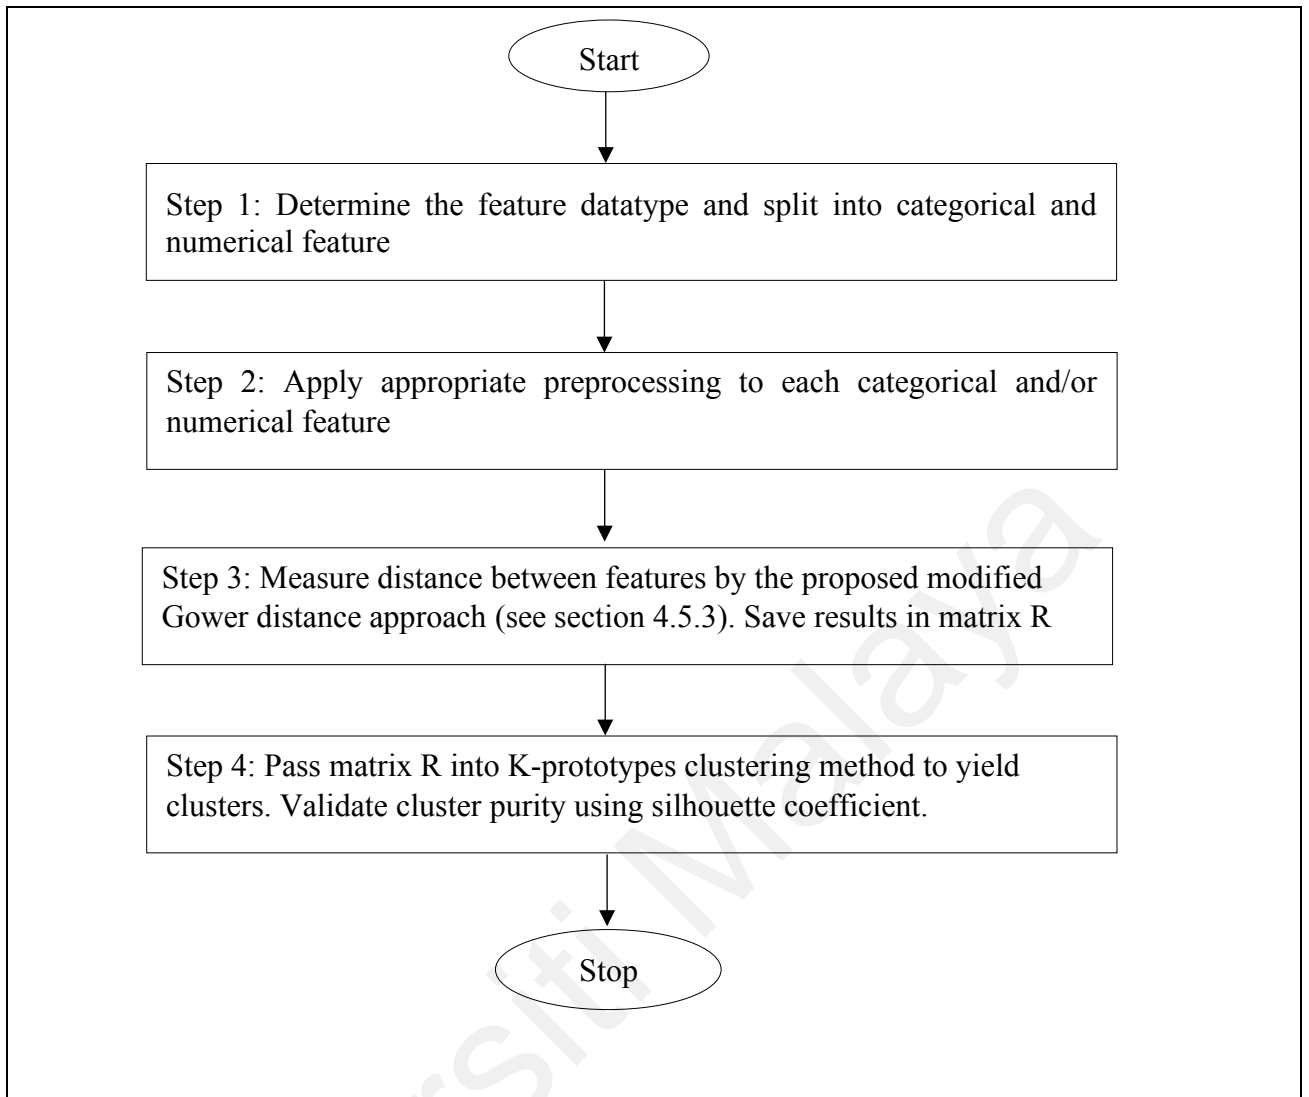 Start
Step 1: Determine the feature datatype and split into categorical and
numerical feature
Step 2: Apply appropriate preprocessing to each categorical and/or
numerical feature
Step 3: Measure distance between features by the proposed modified
Gower distance approach (see section 4.5.3). Save results in matrix R
Step 4: Pass matrix R into K-prototypes clustering method to yield
clusters. Validate cluster purity using silhouette coefficient.
Stop
rsiti Malaya